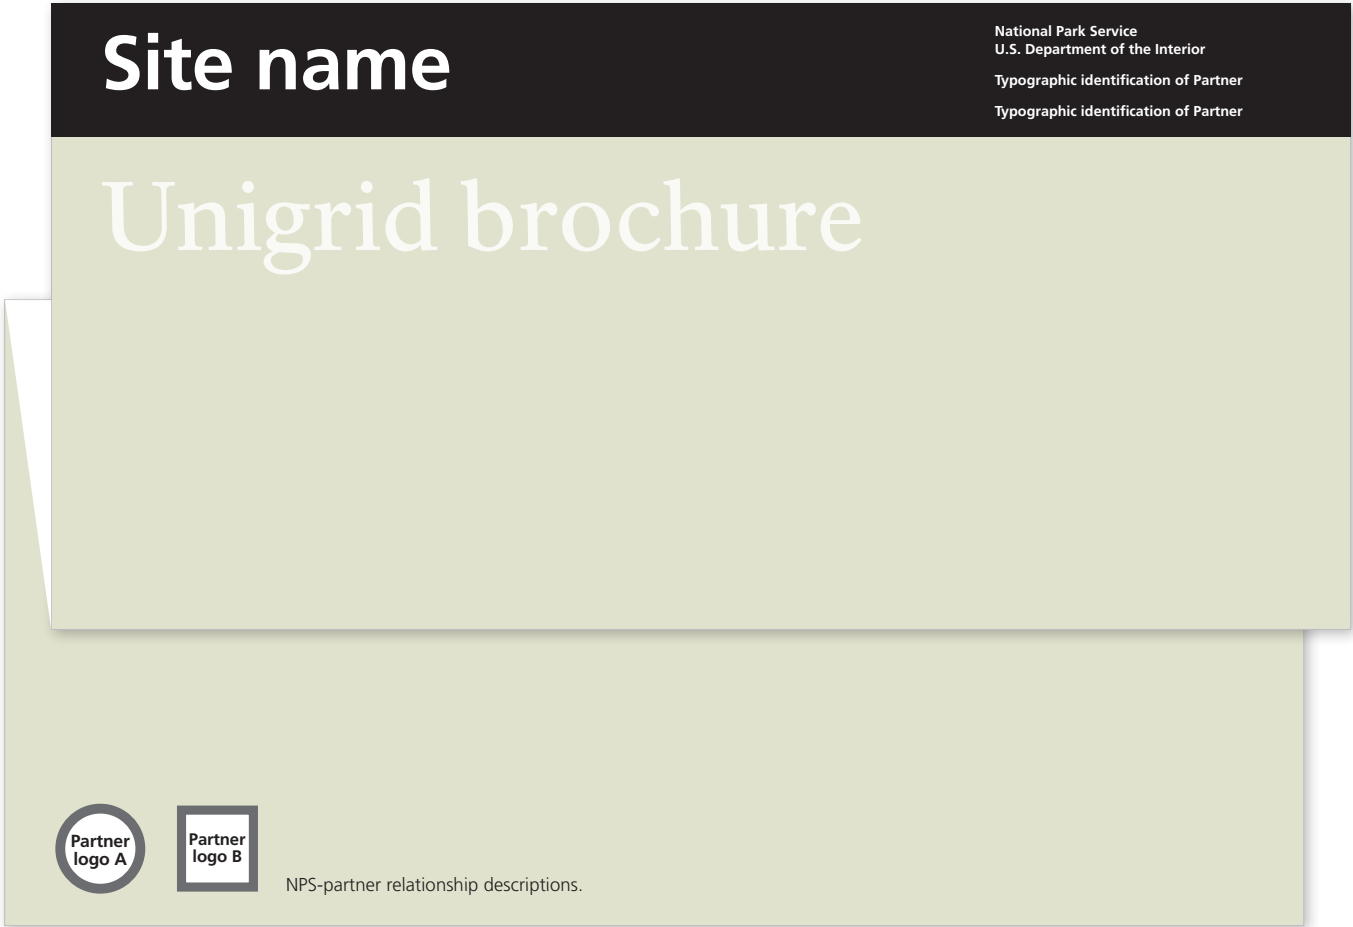 Site name
National Park Service
U.S. Department of the Interior
Typographic identification of Partner
Typographic identification of Partner
Unigrid brochure
Partner
logo A
Partner
logo B
NPS-partner relationship descriptions.